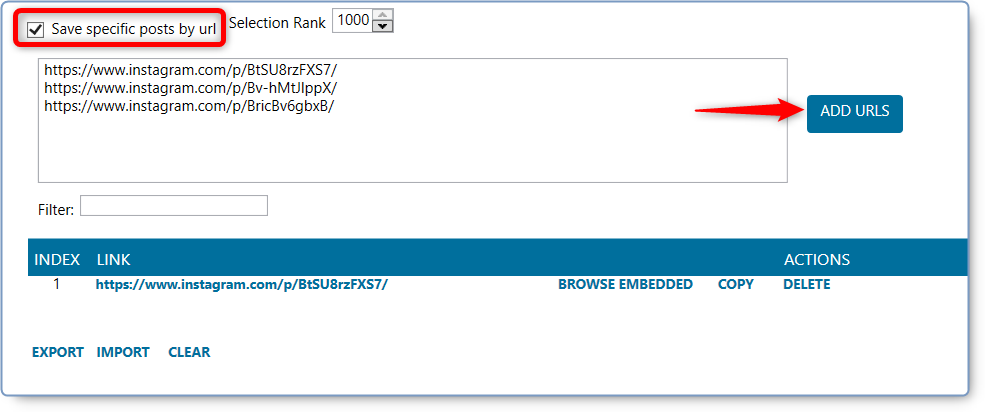 Save specific posts by url Selection Rank 1000
https://www.instagram.com/p/BtSU8rzFXS7/
https://www.instagram.com/p/Bv-hMtJlppX/
https://www.instagram.com/p/BricBv6gbxB/
ADD URLS
Filter:
INDEX LINK ACTIONS
1 https://www.instagram.com/p/BtSU8rzFXS7/ BROWSE EMBEDDED COPY DELETE
EXPORT IMPORT CLEAR